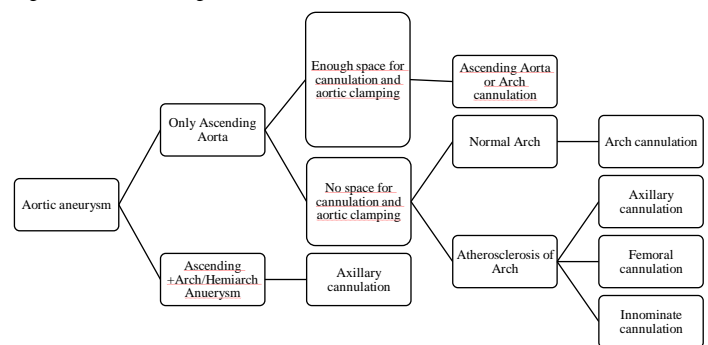 Enough space for
cannulation and
aortic clamping
Ascending Aorta
or Arch
cannulation
Only Ascending
Aorta
Normal Arch
Arch cannulation
No space for
cannulation and
aortic clamping
Aortic aneurysm
Axillary
cannulation
Atherosclerosis of
Arch
Femoral
cannulation
Ascending
+Arch/Hemiarch
Anuerysm
Axillary
cannulation
Innominate
cannulation